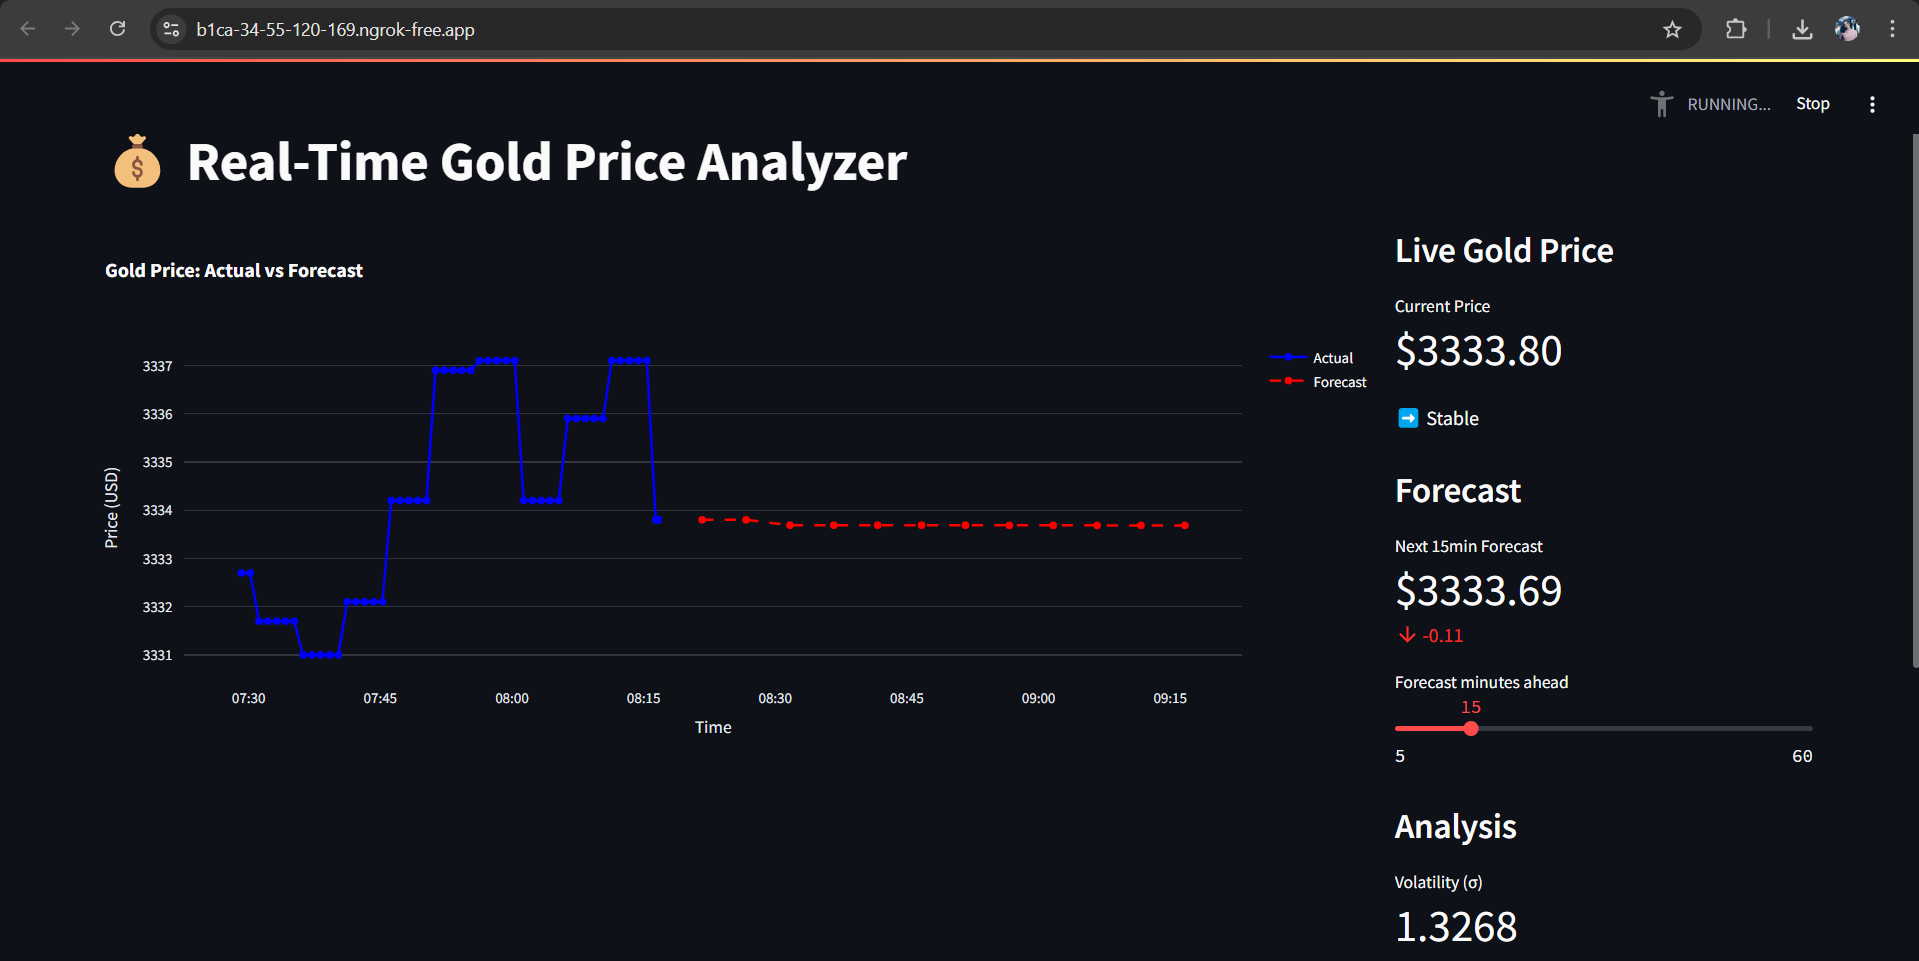 b1ca-34-55-120-169.ngrok-free.app
RUNNING...
Stop
Real-Time Gold Price Analyzer
Gold Price: Actual vs Forecast
Price (USD)
3337
3336
3335
3334
3333
3332
3331
07:30 07:45 08:00 08:15 08:30 08:45 09:00 09:15
Time
Actual
Forecast
Live Gold Price
Current Price
$3333.80
Stable
Forecast
Next 15min Forecast
$3333.69
-0.11
Forecast minutes ahead
15
5 60
Analysis
Volatility (σ)
1.3268